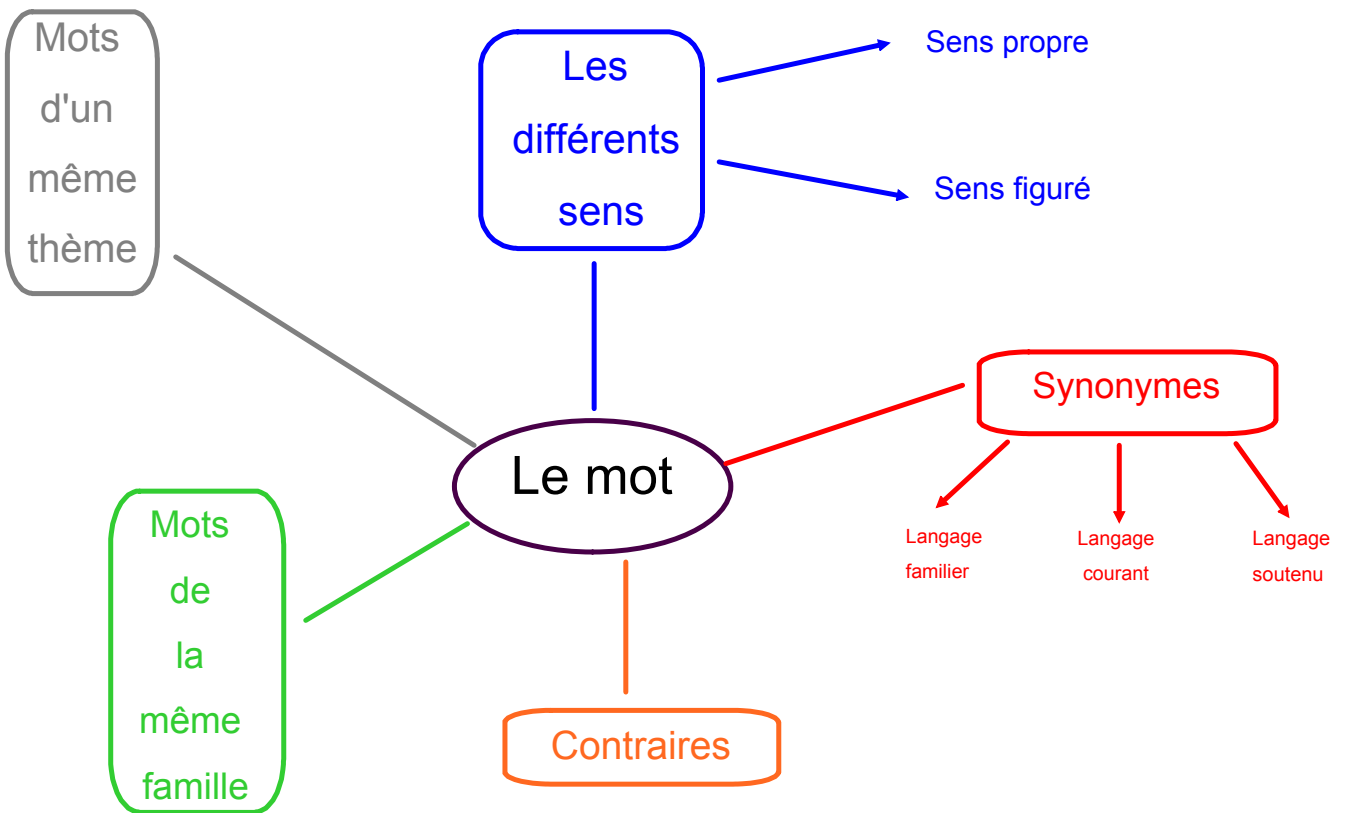 Mots
d'un
même
thème
Les
différents
sens
Sens propre
Sens figuré
Synonymes
Langage
familier
Langage
courant
Langage
soutenu
Le mot
Mots
de
la
même
famille
Contraires